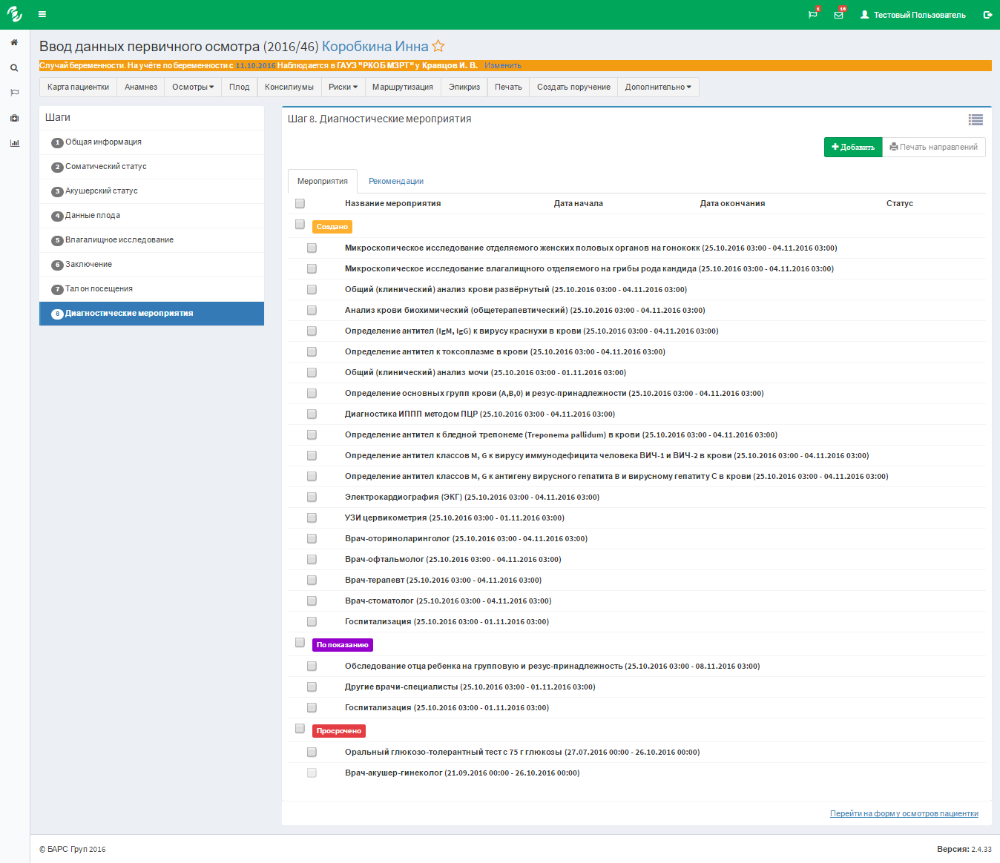 1
16
Тестовый Пользователь
Ввод данных первичного осмотра (2016/46) Коробкина Инна
Случай беременности. На учёте по беременности с 11.10.2016 Наблюдается в ГАУЗ "РКОБ МЗРТ" у Кравцов И. В. Изменить
Карта пациентки Анамнез Осмотры Плод Консилиумы Риски Маршрутизация Эпикриз Печать Создать поручение Дополнительно
Шаги
1 Общая информация
2 Соматический статус
3 Акушерский статус
4 Данные плода
5 Влагалищное исследование
6 Заключение
7 Талон посещения
8 Диагностические мероприятия
Шаг 8. Диагностические мероприятия
Добавить Печать направлений
Мероприятия Рекомендации
Название мероприятия Дата начала Дата окончания Статус
Создано
Микроскопическое исследование отделяемого женских половых органов на гонококк (25.10.2016 03:00 - 04.11.2016 03:00)
Микроскопическое исследование влагалищного отделяемого на грибы рода кандида (25.10.2016 03:00 - 04.11.2016 03:00)
Общий (клинический) анализ крови развёрнутый (25.10.2016 03:00 - 04.11.2016 03:00)
Анализ крови биохимический (общетерапевтический) (25.10.2016 03:00 - 04.11.2016 03:00)
Определение антител (IgM, IgG) к вирусу краснухи в крови (25.10.2016 03:00 - 04.11.2016 03:00)
Определение антител к токсоплазме в крови (25.10.2016 03:00 - 04.11.2016 03:00)
Общий (клинический) анализ мочи (25.10.2016 03:00 - 01.11.2016 03:00)
Определение основных групп крови (А,В,0) и резус-принадлежности (25.10.2016 03:00 - 04.11.2016 03:00)
Диагностика ИППП методом ПЦР (25.10.2016 03:00 - 04.11.2016 03:00)
Определение антител к бледной трепонеме (Treponema pallidum) в крови (25.10.2016 03:00 - 04.11.2016 03:00)
Определение антител классов M, G к вирусу иммунодефицита человека ВИЧ-1 и ВИЧ-2 в крови (25.10.2016 03:00 - 04.11.2016 03:00)
Определение антител классов M, G к антигену вирусного гепатита B и вирусному гепатиту C в крови (25.10.2016 03:00 - 04.11.2016 03:00)
Электрокардиография (ЭКГ) (25.10.2016 03:00 - 04.11.2016 03:00)
УЗИ цервикометрия (25.10.2016 03:00 - 01.11.2016 03:00)
Врач-оториноларинголог (25.10.2016 03:00 - 04.11.2016 03:00)
Врач-офтальмолог (25.10.2016 03:00 - 04.11.2016 03:00)
Врач-терапевт (25.10.2016 03:00 - 04.11.2016 03:00)
Врач-стоматолог (25.10.2016 03:00 - 04.11.2016 03:00)
Госпитализация (25.10.2016 03:00 - 01.11.2016 03:00)
По показанию
Обследование отца ребенка на групповую и резус-принадлежность (25.10.2016 03:00 - 08.11.2016 03:00)
Другие врачи-специалисты (25.10.2016 03:00 - 01.11.2016 03:00)
Госпитализация (25.10.2016 03:00 - 01.11.2016 03:00)
Просрочено
Оральный глюкозо-толерантный тест с 75 г глюкозы (27.07.2016 00:00 - 26.10.2016 00:00)
Врач-акушер-гинеколог (21.09.2016 00:00 - 26.10.2016 00:00)
Перейти на форму осмотров пациентки
© БАРС Груп 2016 Версия: 2.4.33